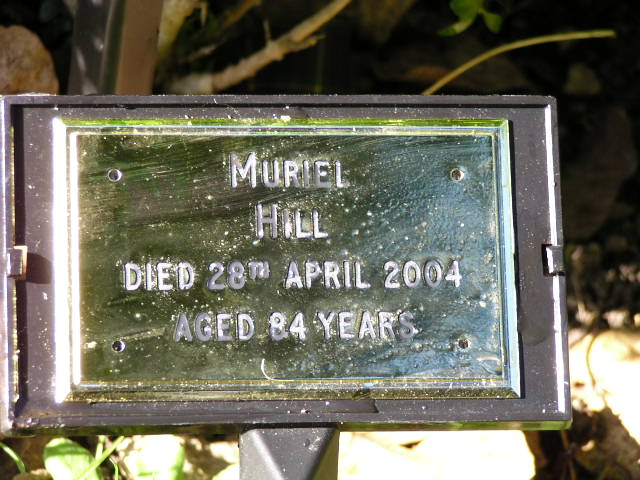 MURIEL
HILL
DIED 28TH APRIL 2004
AGED 84 YEARS